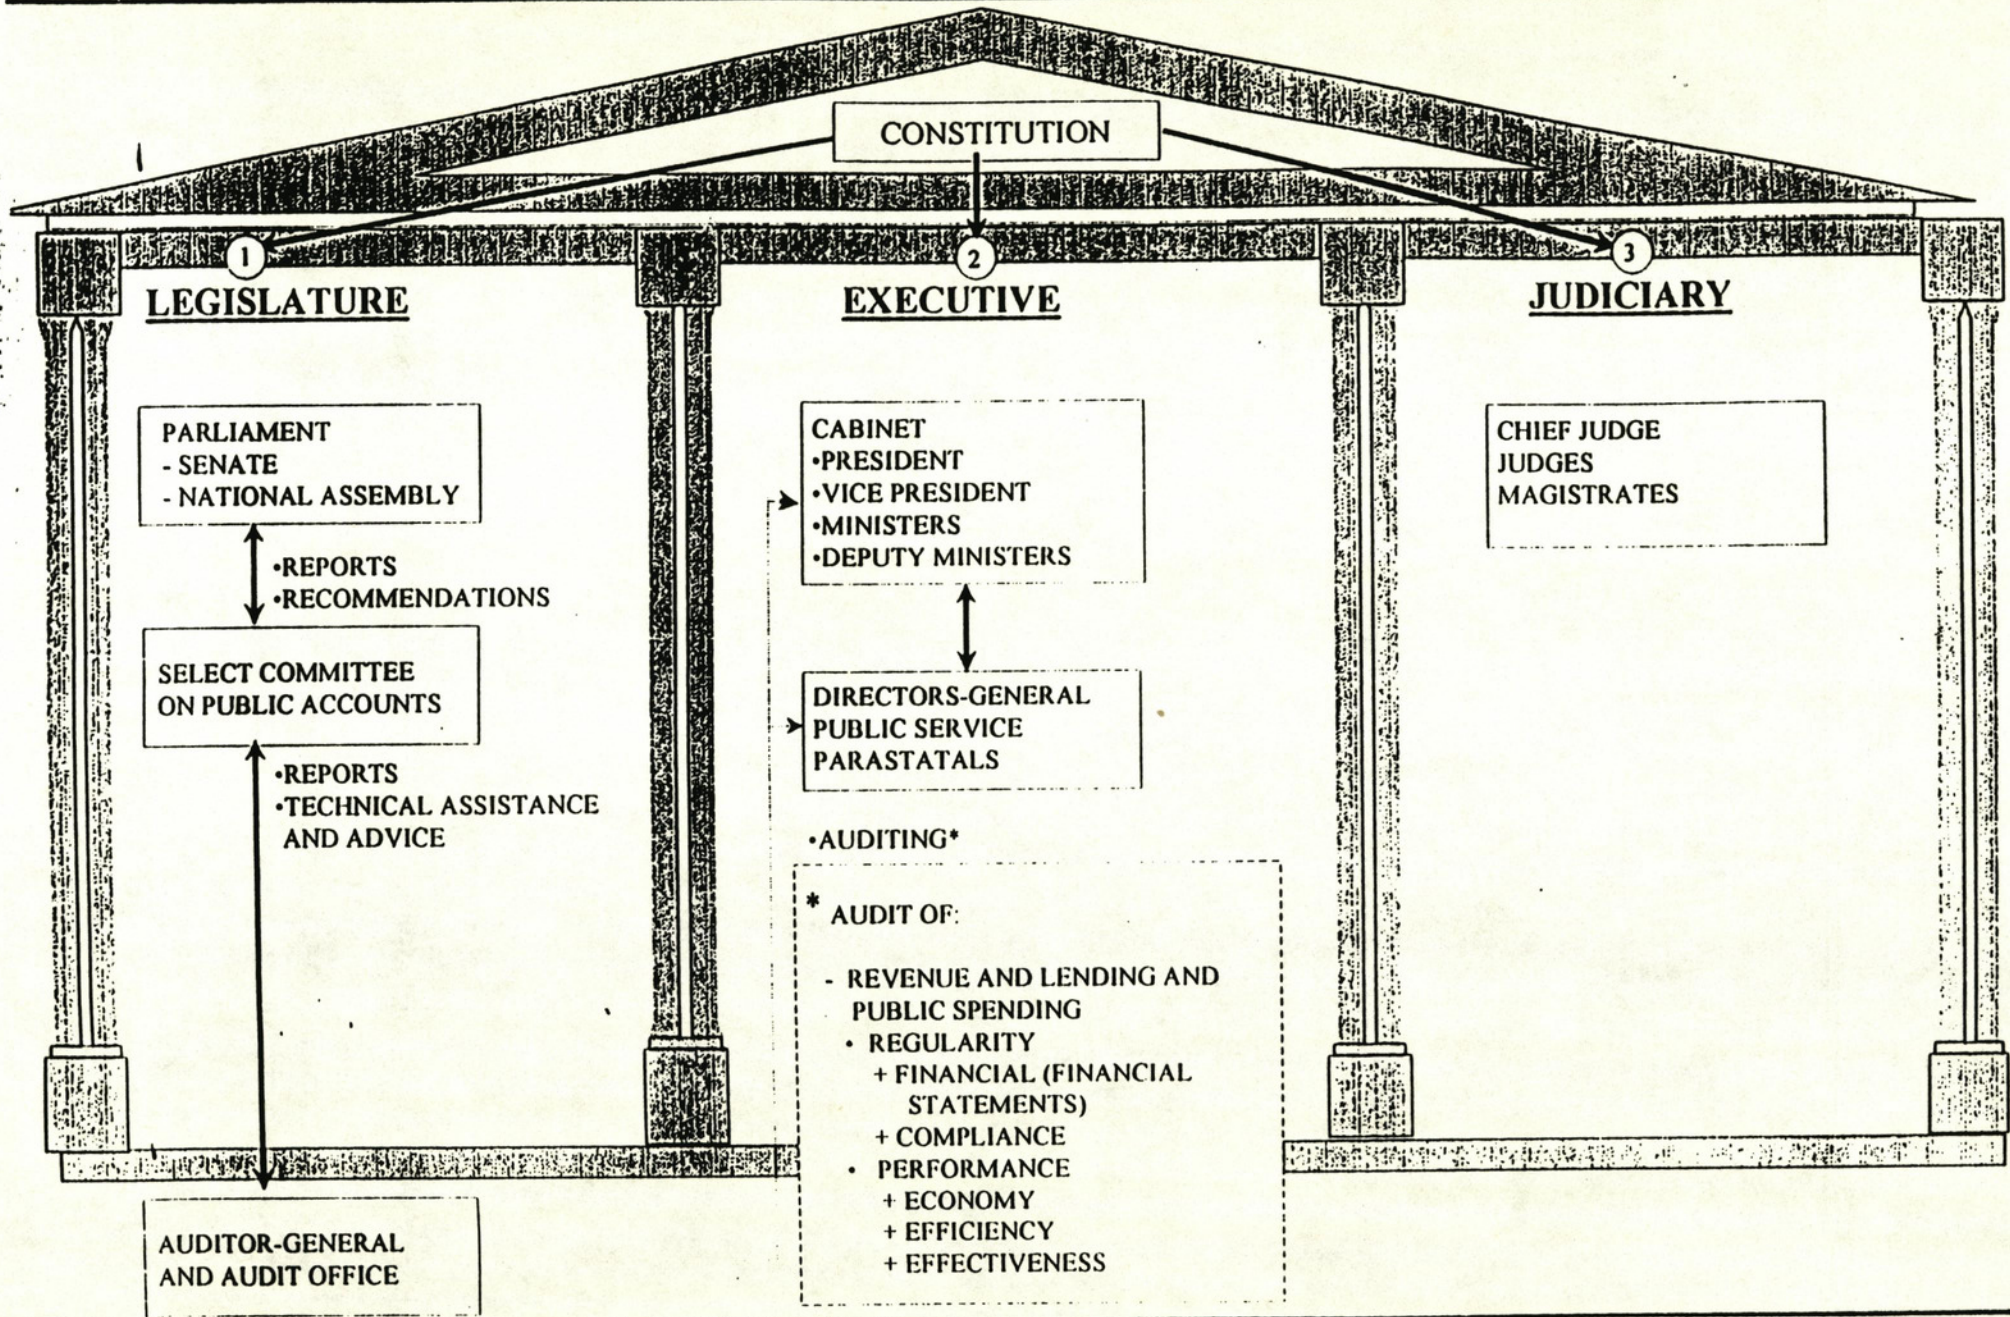 CONSTITUTION
1
LEGISLATURE
PARLIAMENT
- SENATE
- NATIONAL ASSEMBLY
•REPORTS
•RECOMMENDATIONS
SELECT COMMITTEE
ON PUBLIC ACCOUNTS
•REPORTS
•TECHNICAL ASSISTANCE
AND ADVICE
AUDITOR-GENERAL
AND AUDIT OFFICE
2
EXECUTIVE
CABINET
•PRESIDENT
•VICE PRESIDENT
•MINISTERS
•DEPUTY MINISTERS
DIRECTORS-GENERAL
PUBLIC SERVICE
PARASTATALS
•AUDITING*
* AUDIT OF:
- REVENUE AND LENDING AND
PUBLIC SPENDING
• REGULARITY
+ FINANCIAL (FINANCIAL
STATEMENTS)
+ COMPLIANCE
• PERFORMANCE
+ ECONOMY
+ EFFICIENCY
+ EFFECTIVENESS
3
JUDICIARY
CHIEF JUDGE
JUDGES
MAGISTRATES